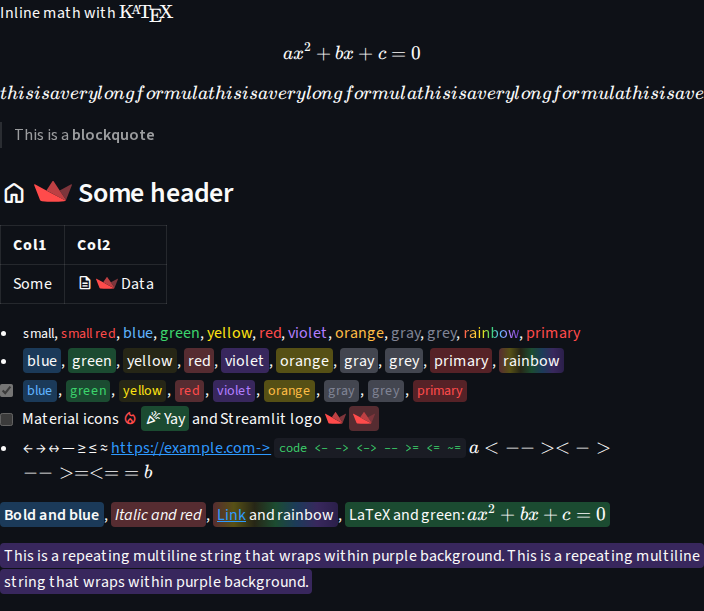 Inline math with KATEX
ax² + bx + c = 0
thisisaverylongformulathisisaverylongformulathisisaverylongformulathisisave
This is a blockquote
Some header
Col1 Col2
Some Data
small, small red, blue, green, yellow, red, violet, orange, gray, grey, rainbow, primary
blue, green, yellow, red, violet, orange, gray, grey, primary, rainbow
blue, green, yellow, red, violet, orange, gray, grey, primary
Material icons Yay and Streamlit logo
← → ↔ — ≥ ≤ ≈ https://example.com-> code <- -> <-> -- >= <= ~= a < −− >< − >
−− >=<= = b
Bold and blue, Italic and red, Link and rainbow, LaTeX and green: ax² + bx + c = 0
This is a repeating multiline string that wraps within purple background. This is a repeating multiline
string that wraps within purple background.